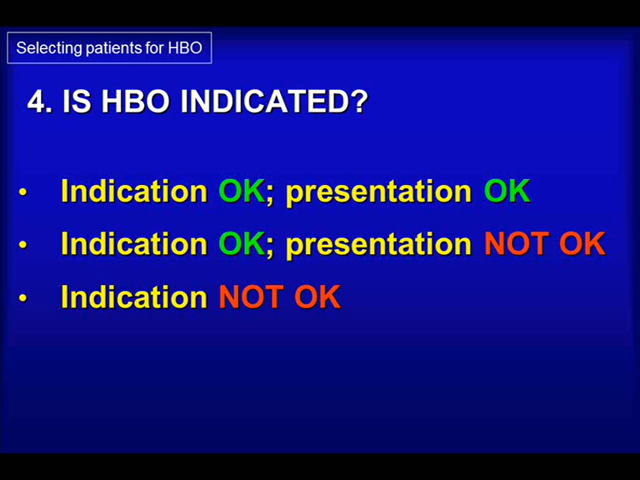 Selecting patients for HBO
4. IS HBO INDICATED?
• Indication OK; presentation OK
• Indication OK; presentation NOT OK
• Indication NOT OK